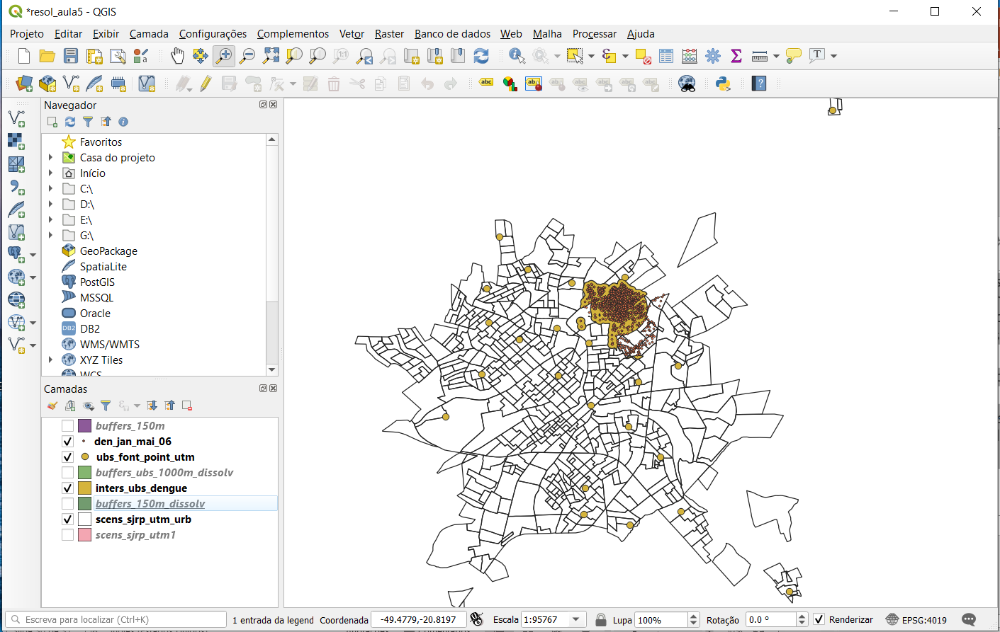 *resol_aula5 - QGIS
Projeto Editar Exibir Camada Configurações Complementos Vetor Raster Banco de dados Web Malha Processar Ajuda
Navegador
Favoritos
Casa do projeto
Início
C:\
D:\
E:\
G:\
GeoPackage
SpatiaLite
PostGIS
MSSQL
Oracle
DB2
WMS/WMTS
XYZ Tiles
WCS
Camadas
buffers_150m
den_jan_mai_06
ubs_font_point_utm
buffers_ubs_1000m_dissolv
inters_ubs_dengue
buffers_150m_dissolv
scens_sjrp_utm_urb
scens_sjrp_utm1
Escreva para localizar (Ctrl+K) 1 entrada da legend Coordenada -49.4779,-20.8197 Escala 1:95767 Lupa 100% Rotação 0.0 ° Renderizar EPSG:4019